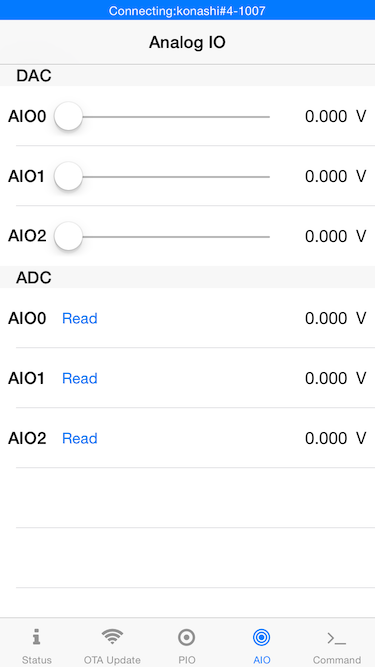 Connecting:konashi#4-1007
Analog IO
DAC
AIO0 0.000 V
AIO1 0.000 V
AIO2 0.000 V
ADC
AIO0 Read 0.000 V
AIO1 Read 0.000 V
AIO2 Read 0.000 V
Status OTA Update PIO AIO Command